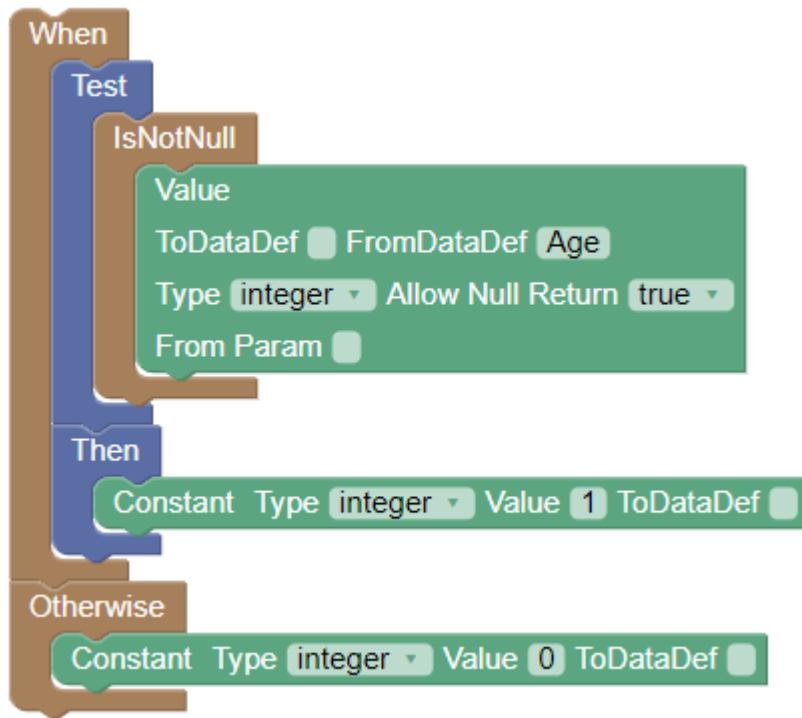 When
Test
IsNotNull
Value
ToDataDef FromDataDef Age
Type integer Allow Null Return true
From Param
Then
Constant Type integer Value 1 ToDataDef
Otherwise
Constant Type integer Value 0 ToDataDef